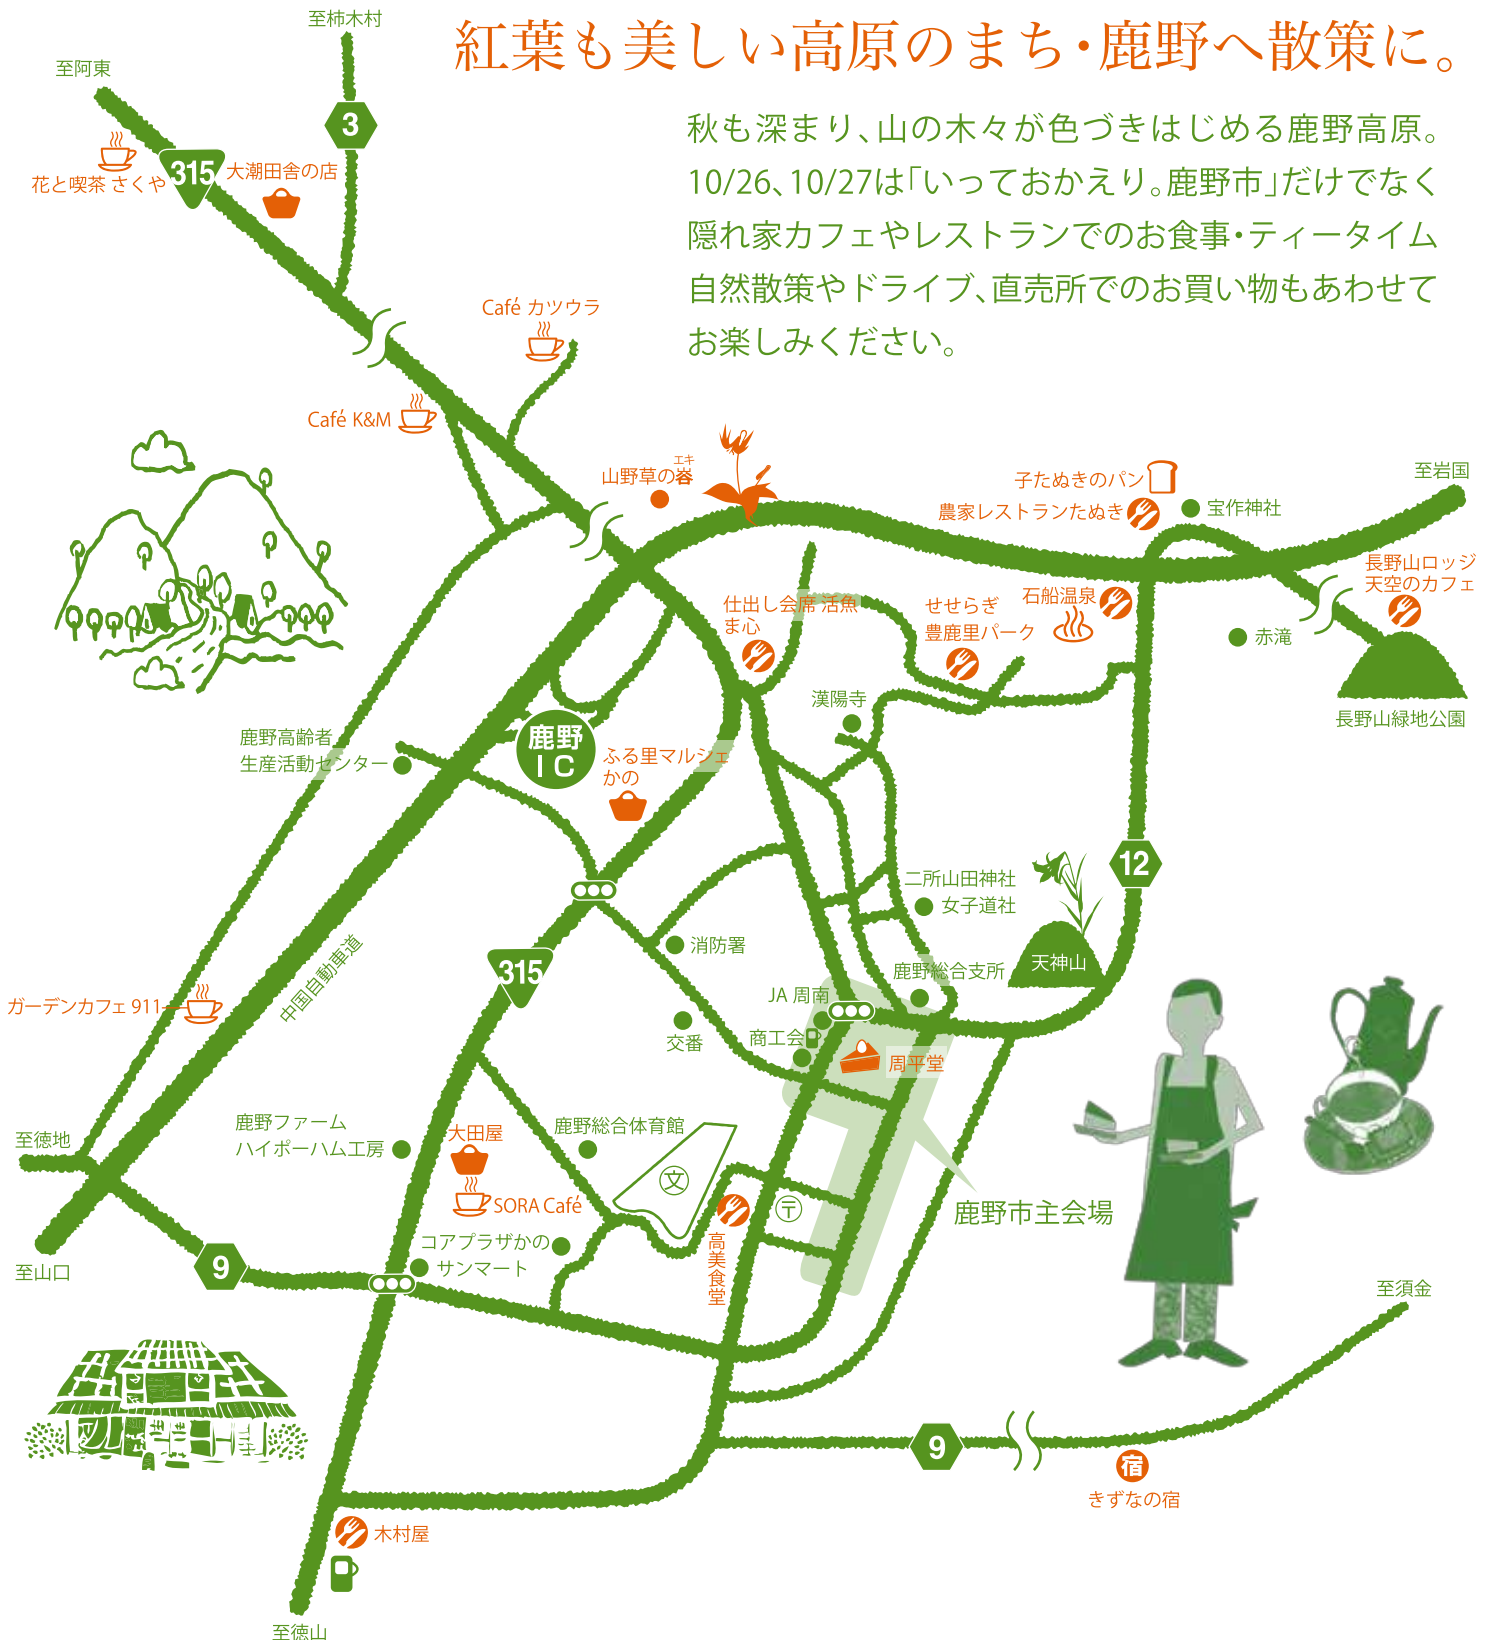 紅葉も美しい高原のまち・鹿野へ散策に。
秋も深まり、山の木々が色づきはじめる鹿野高原。
10/26、10/27は「いっておかえり。鹿野市」だけでなく
隠れ家カフェやレストランでのお食事・ティータイム
自然散策やドライブ、直売所でのお買い物もあわせて
お楽しみください。
至柿木村
至阿東
3
315
花と喫茶 さくや
大潮田舎の店
Café カツウラ
Café K&M
エキ
山野草の峪
子たぬきのパン
農家レストランたぬき
宝作神社
至岩国
長野山ロッジ
天空のカフェ
石船温泉
赤滝
長野山緑地公園
せせらぎ
豊鹿里パーク
仕出し会席 活魚
ま心
漢陽寺
鹿野
IC
鹿野高齢者
生産活動センター
ふる里マルシェ
かの
12
二所山田神社
女子道社
天神山
消防署
鹿野総合支所
315
中国自動車道
ガーデンカフェ 911
JA 周南
商工会
交番
周平堂
鹿野ファーム
ハイポーハム工房
大田屋
SORA Café
鹿野総合体育館
文
〒
高美食堂
鹿野市主会場
至徳地
至山口
9
コアプラザかの
サンマート
至須金
9
宿
きずなの宿
木村屋
至徳山